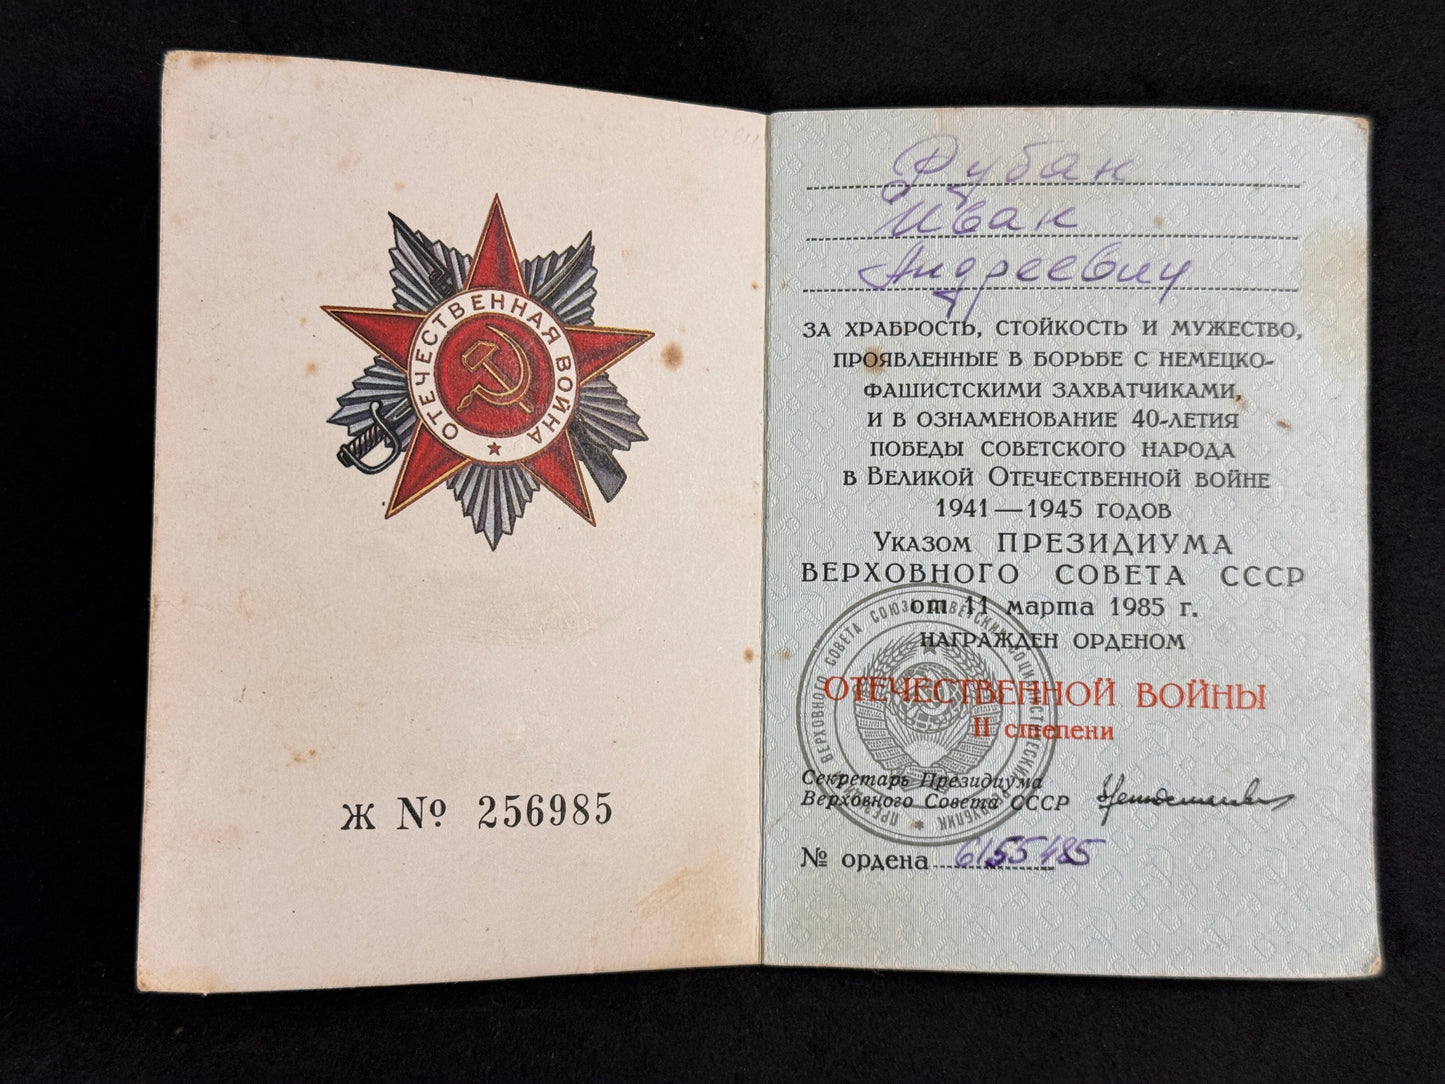 ОТЕЧЕСТВЕННАЯ ВОЙНА
Ж № 256985
Рубан
Иван
Андреевич
ЗА ХРАБРОСТЬ, СТОЙКОСТЬ И МУЖЕСТВО,
ПРОЯВЛЕННЫЕ В БОРЬБЕ С НЕМЕЦКО-
ФАШИСТСКИМИ ЗАХВАТЧИКАМИ,
И В ОЗНАМЕНОВАНИЕ 40-ЛЕТИЯ
ПОБЕДЫ СОВЕТСКОГО НАРОДА
В ВЕЛИКОЙ ОТЕЧЕСТВЕННОЙ ВОЙНЕ
1941—1945 ГОДОВ
УКАЗОМ ПРЕЗИДИУМА
ВЕРХОВНОГО СОВЕТА СССР
от 11 марта 1985 г.
НАГРАЖДЕН ОРДЕНОМ
ОТЕЧЕСТВЕННОЙ ВОЙНЫ
II степени
Секретарь Президиума
Верховного Совета СССР
№ ордена 6155485